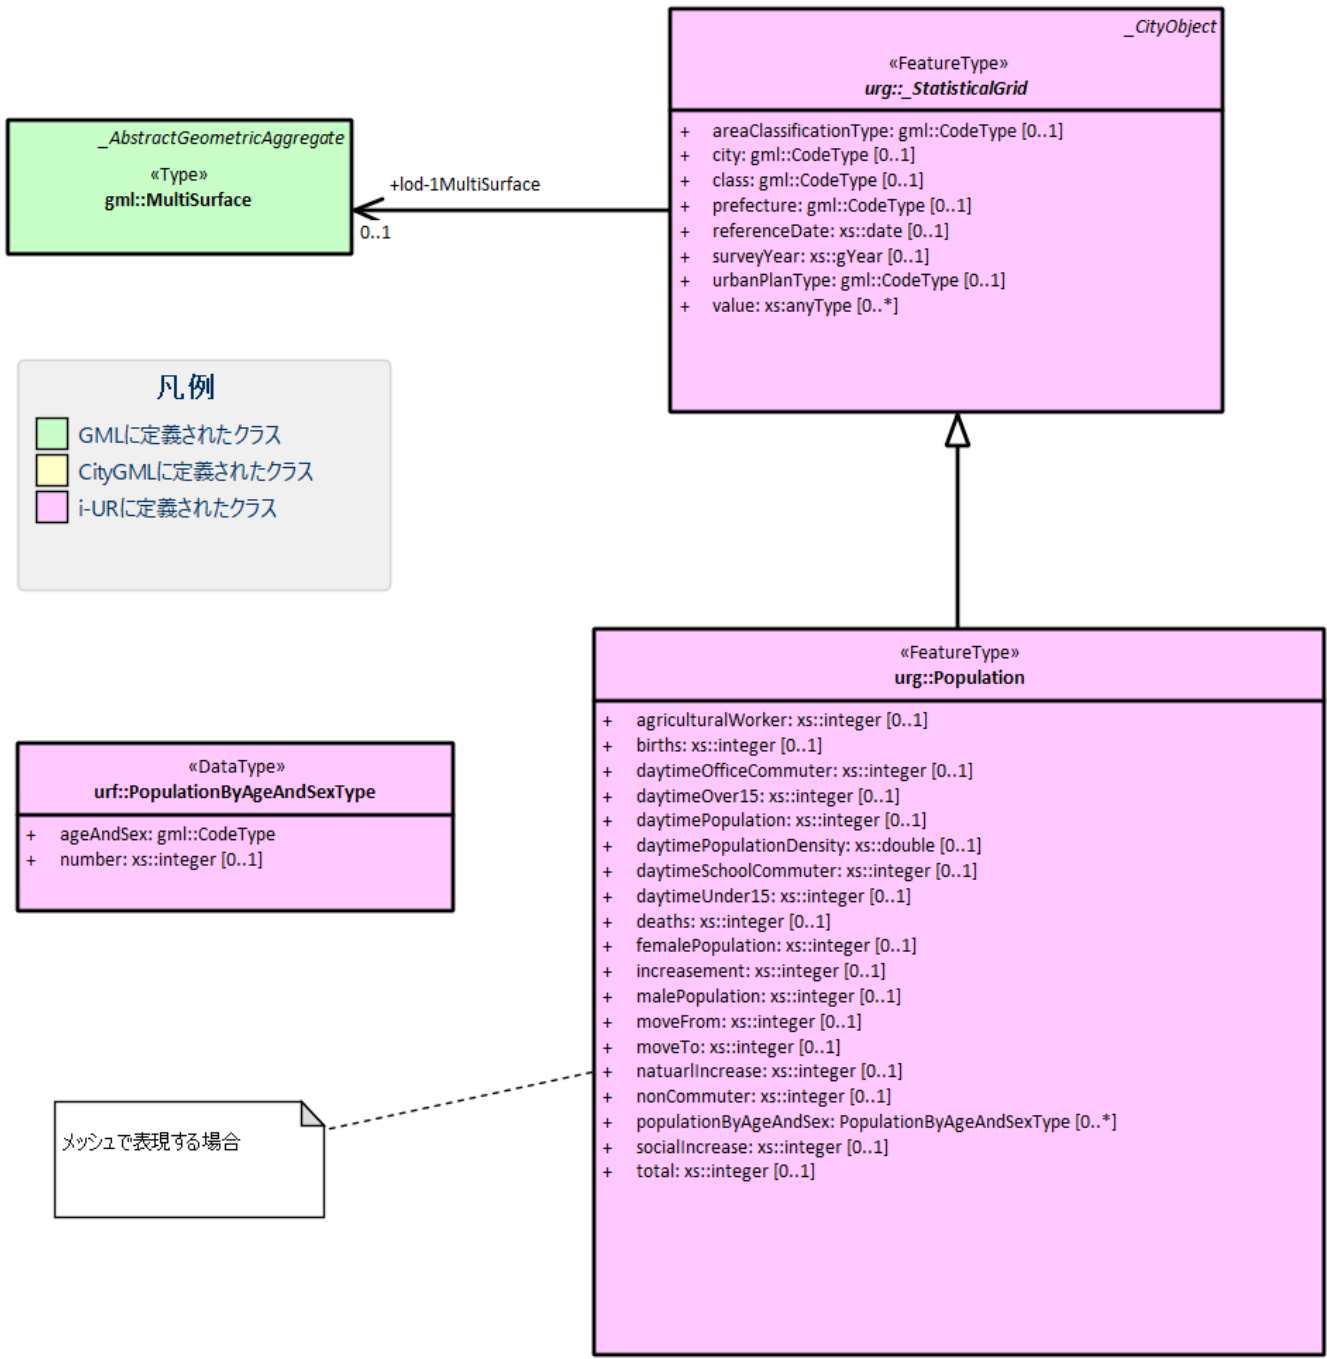 _CityObject
«FeatureType»
urg::_StatisticalGrid
+ areaClassificationType: gml::CodeType [0..1]
+ city: gml::CodeType [0..1]
+ class: gml::CodeType [0..1]
+ prefecture: gml::CodeType [0..1]
+ referenceDate: xs::date [0..1]
+ surveyYear: xs::gYear [0..1]
+ urbanPlanType: gml::CodeType [0..1]
+ value: xs:anyType [0..*]
_AbstractGeometricAggregate
«Type»
gml::MultiSurface
+lod-1MultiSurface
0..1
凡例
GMLに定義されたクラス
CityGMLに定義されたクラス
i-URに定義されたクラス
«FeatureType»
urg::Population
+ agriculturalWorker: xs::integer [0..1]
+ births: xs::integer [0..1]
+ daytimeOfficeCommuter: xs::integer [0..1]
+ daytimeOver15: xs::integer [0..1]
+ daytimePopulation: xs::integer [0..1]
+ daytimePopulationDensity: xs::double [0..1]
+ daytimeSchoolCommuter: xs::integer [0..1]
+ daytimeUnder15: xs::integer [0..1]
+ deaths: xs::integer [0..1]
+ femalePopulation: xs::integer [0..1]
+ increasement: xs::integer [0..1]
+ malePopulation: xs::integer [0..1]
+ moveFrom: xs::integer [0..1]
+ moveTo: xs::integer [0..1]
+ natuarlIncrease: xs::integer [0..1]
+ nonCommuter: xs::integer [0..1]
+ populationByAgeAndSex: PopulationByAgeAndSexType [0..*]
+ socialIncrease: xs::integer [0..1]
+ total: xs::integer [0..1]
«DataType»
urf::PopulationByAgeAndSexType
+ ageAndSex: gml::CodeType
+ number: xs::integer [0..1]
メッシュで表現する場合